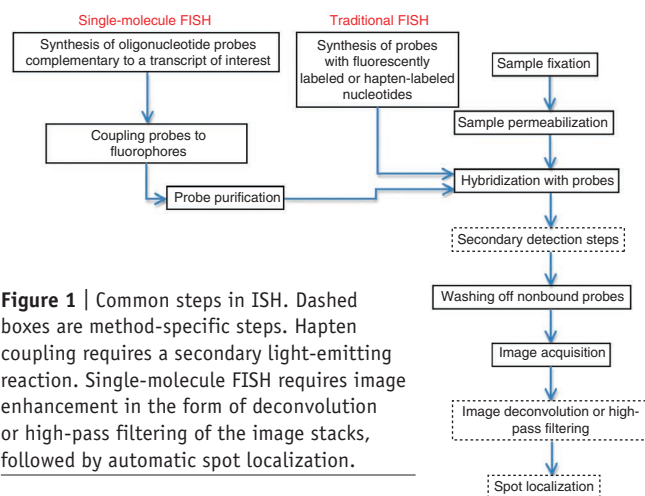 Single-molecule FISH
Synthesis of oligonucleotide probes
complementary to a transcript of interest
Coupling probes to
fluorophores
Probe purification
Traditional FISH
Synthesis of probes
with fluorescently
labeled or hapten-labeled
nucleotides
Sample fixation
Sample permeabilization
Hybridization with probes
Secondary detection steps
Washing off nonbound probes
Image acquisition
Image deconvolution or high-
pass filtering
Spot localization
Figure 1 | Common steps in ISH. Dashed
boxes are method-specific steps. Hapten
coupling requires a secondary light-emitting
reaction. Single-molecule FISH requires image
enhancement in the form of deconvolution
or high-pass filtering of the image stacks,
followed by automatic spot localization.